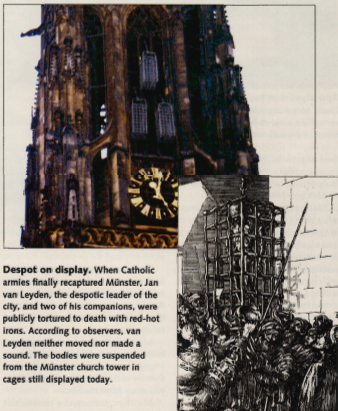 Despot on display. When Catholic
armies finally recaptured Münster, Jan
van Leyden, the despotic leader of the
city, and two of his companions, were
publicly tortured to death with red-hot
irons. According to observers, van
Leyden neither moved nor made a
sound. The bodies were suspended
from the Münster church tower in
cages still displayed today.